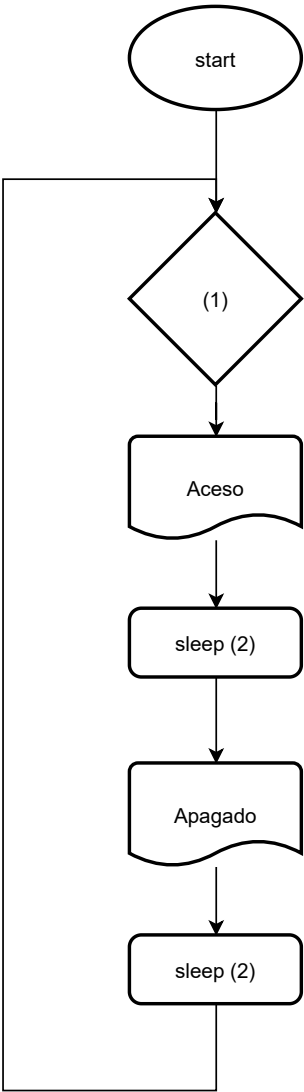 start
(1)
Aceso
sleep (2)
Apagado
sleep (2)